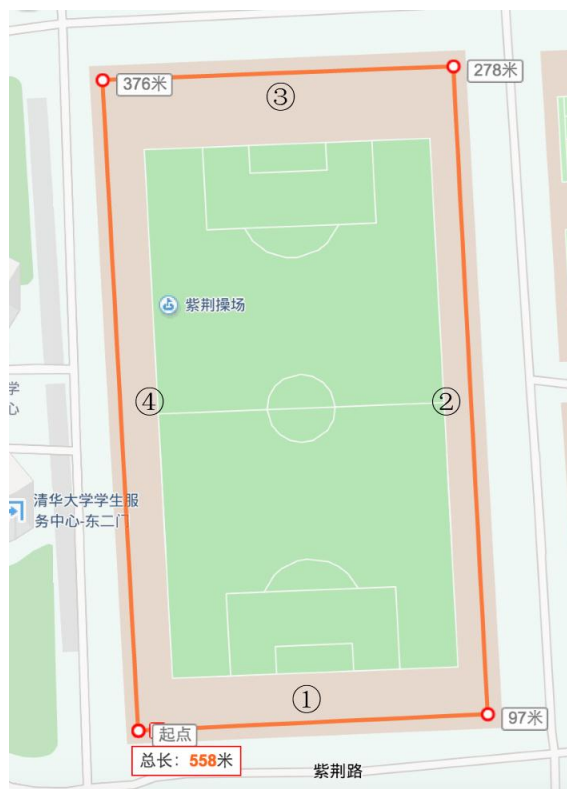 376米
278米
③
紫荆操场
④
②
学
心
清华大学学生服
务中心-东二门
①
97米
起点
总长：558米
紫荆路